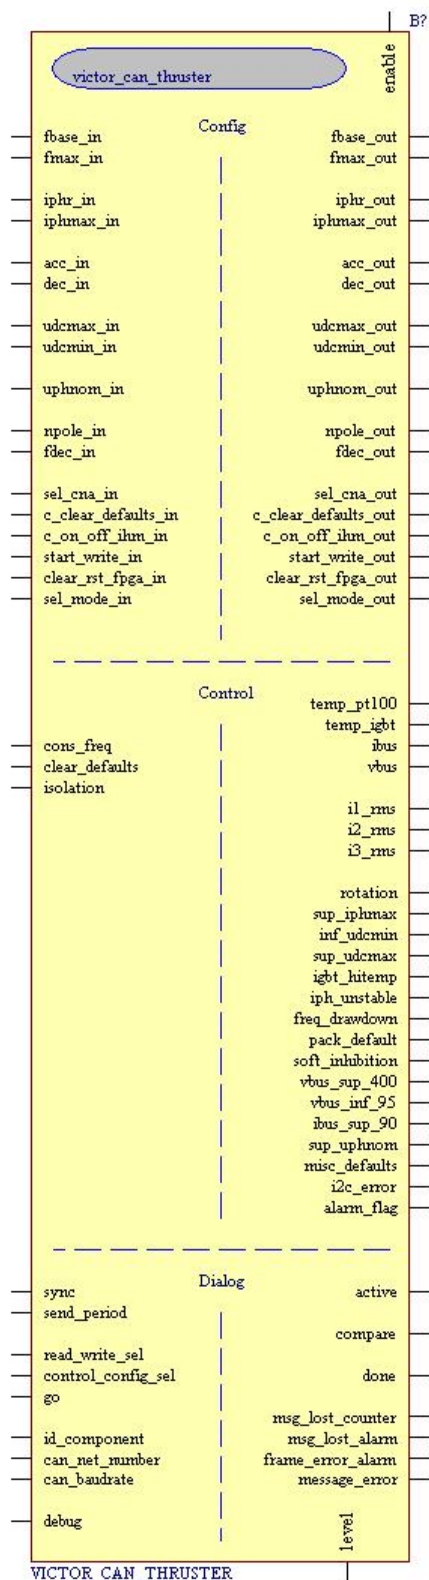 B?
enable
victor_can_thruster
Config
fbase_in fbase_out
fmax_in fmax_out
iphr_in iphr_out
iphmax_in iphmax_out
acc_in acc_out
dec_in dec_out
udcmax_in udcmax_out
udcmin_in udcmin_out
uphnom_in uphnom_out
npole_in npole_out
fdec_in fdec_out
sel_cna_in sel_cna_out
c_clear_defaults_in c_clear_defaults_out
c_on_off_ihm_in c_on_off_ihm_out
start_write_in start_write_out
clear_rst_fpga_in clear_rst_fpga_out
sel_mode_in sel_mode_out
Control
temp_pt100
temp_igbt
cons_freq ibus
clear_defaults vbus
isolation
i1_rms
i2_rms
i3_rms
rotation
sup_iphmax
inf_udcmin
sup_udcmax
igbt_hitemp
iph_unstable
freq_drawdown
pack_default
soft_inhibition
vbus_sup_400
vbus_inf_95
ibus_sup_90
sup_uphnom
misc_defaults
i2c_error
alarm_flag
Dialog
sync active
send_period
compare
read_write_sel
control_config_sel done
go
msg_lost_counter
id_component msg_lost_alarm
can_net_number frame_error_alarm
can_baudrate message_error
debug
level
VICTOR CAN THRUSTER